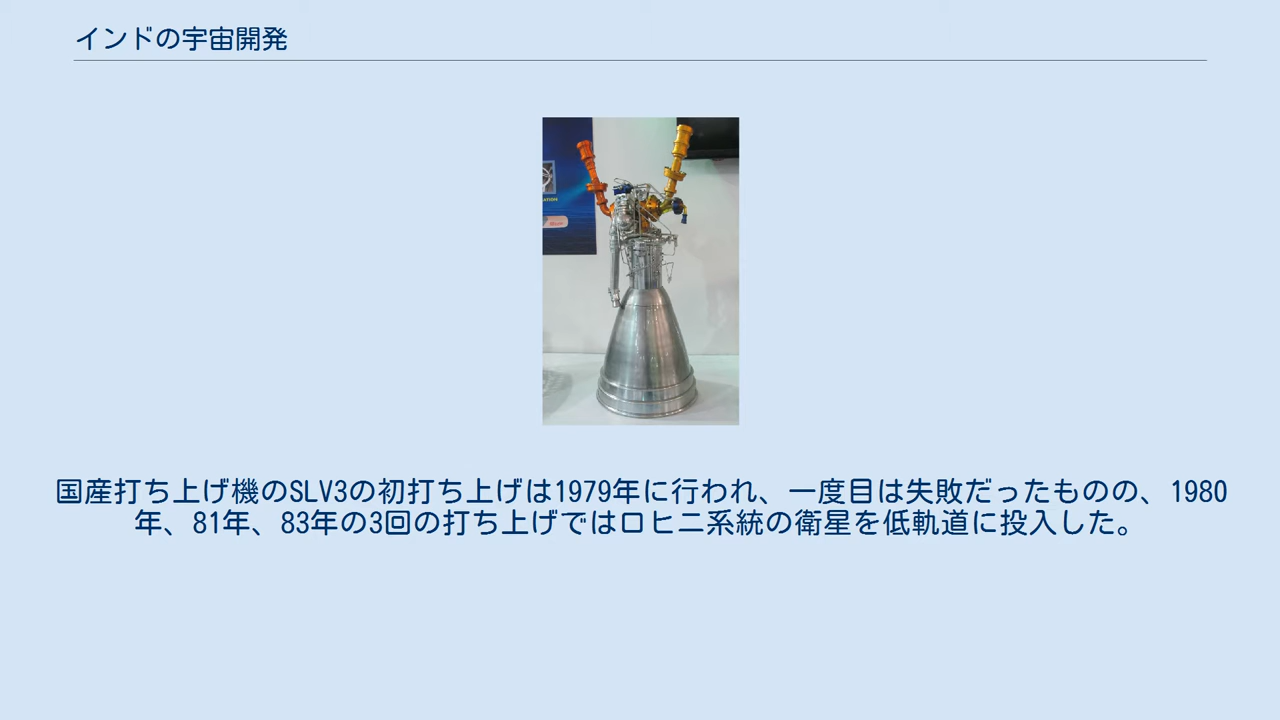 インドの宇宙開発
ATION
国産打ち上げ機のSLV3の初打ち上げは1979年に行われ、一度目は失敗だったものの、1980
年、81年、83年の3回の打ち上げではロヒニ系統の衛星を低軌道に投入した。